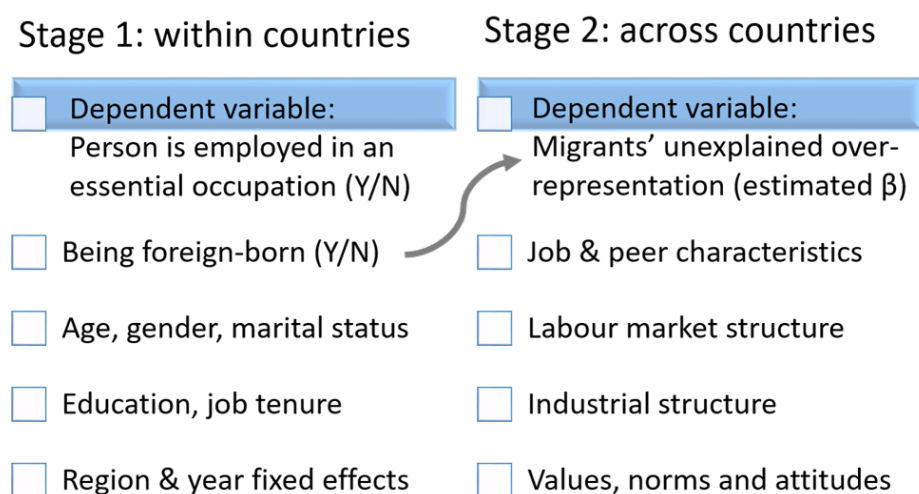 Stage 1: within countries
Dependent variable:
Person is employed in an
essential occupation (Y/N)
Being foreign-born (Y/N)
Age, gender, marital status
Education, job tenure
Region & year fixed effects
Stage 2: across countries
Dependent variable:
Migrants’ unexplained over-
representation (estimated β)
Job & peer characteristics
Labour market structure
Industrial structure
Values, norms and attitudes